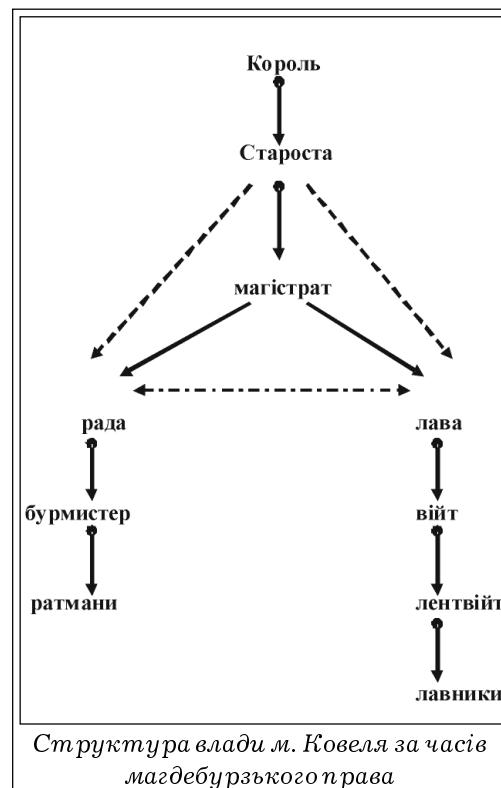 Король
Староста
магістрат
рада лава
бурмистер війт
ратмани лентвійт
лавники
Структура влади м. Ковеля за часів
магдебурзького права